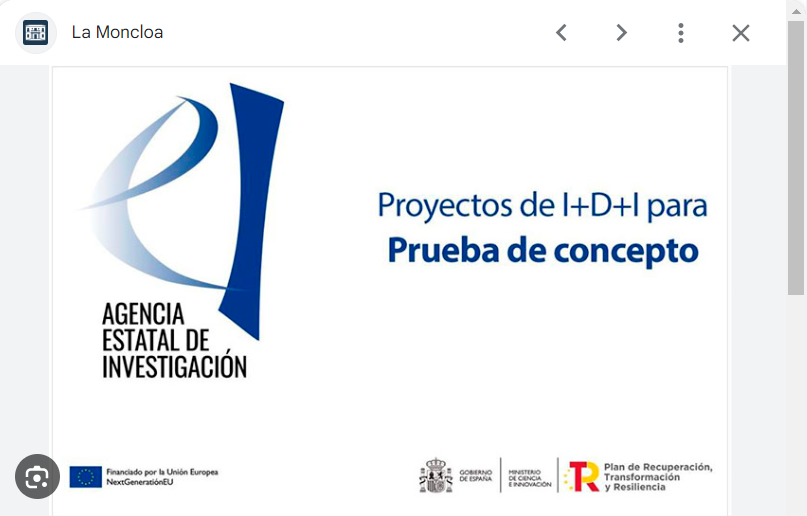 La Moncloa
Proyectos de I+D+I para
Prueba de concepto
AGENCIA
ESTATAL DE
INVESTIGACIÓN
Financiado por la Unión Europea
NextGenerationEU
GOBIERNO
DE ESPAÑA
MINISTERIO
DE CIENCIA
E INNOVACIÓN
Plan de Recuperación,
Transformación
y Resiliencia